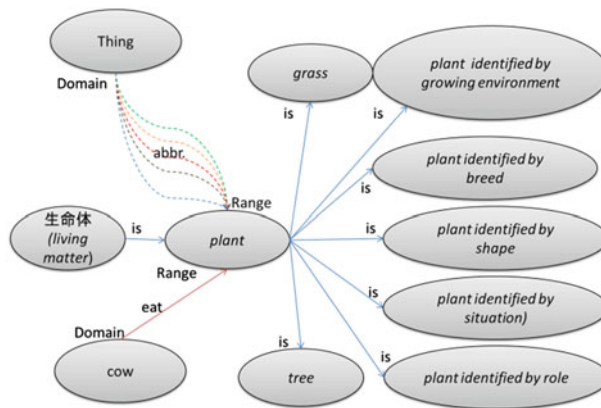 Thing
Domain
abbr.
Range
grass
is
plant identified by
growing environment
is
plant identified by
breed
is
生命体
(living
matter)
is
plant
Range
plant identified by
shape
is
eat
Domain
cow
plant identified by
situation)
is
is
tree
is
plant identified by role